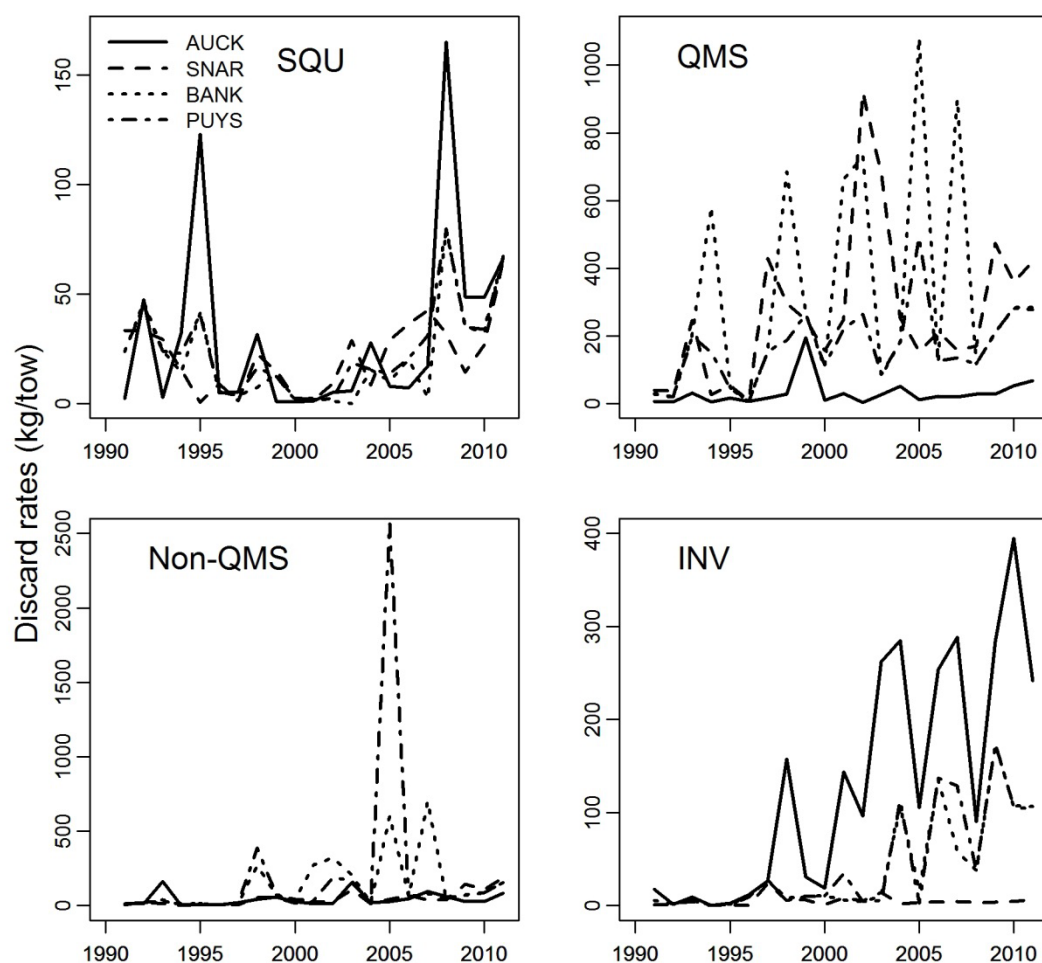 AUCK
SNAR
BANK
PUYS
SQU
0 50 100 150
1990 1995 2000 2005 2010
QMS
0 200 400 600 800 1000
1990 1995 2000 2005 2010
Discard rates (kg/tow)
Non-QMS
0 500 1000 1500 2000 2500
1990 1995 2000 2005 2010
INV
0 100 200 300 400
1990 1995 2000 2005 2010